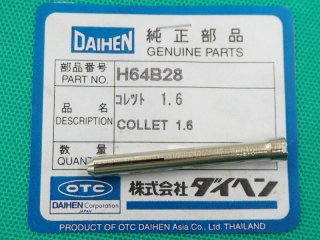 DAIHEN 純正部品
GENUINE PARTS
部品番号
PART NO. H64B28
品名 コレット 1.6
DESCRIPTION COLLET 1.6
数量
QUANT
OTC 株式会社ダイヘン
DAIHEN Corporation
JAPAN
PRODUCT OF OTC DAIHEN Asia Co., Ltd. THAILAND